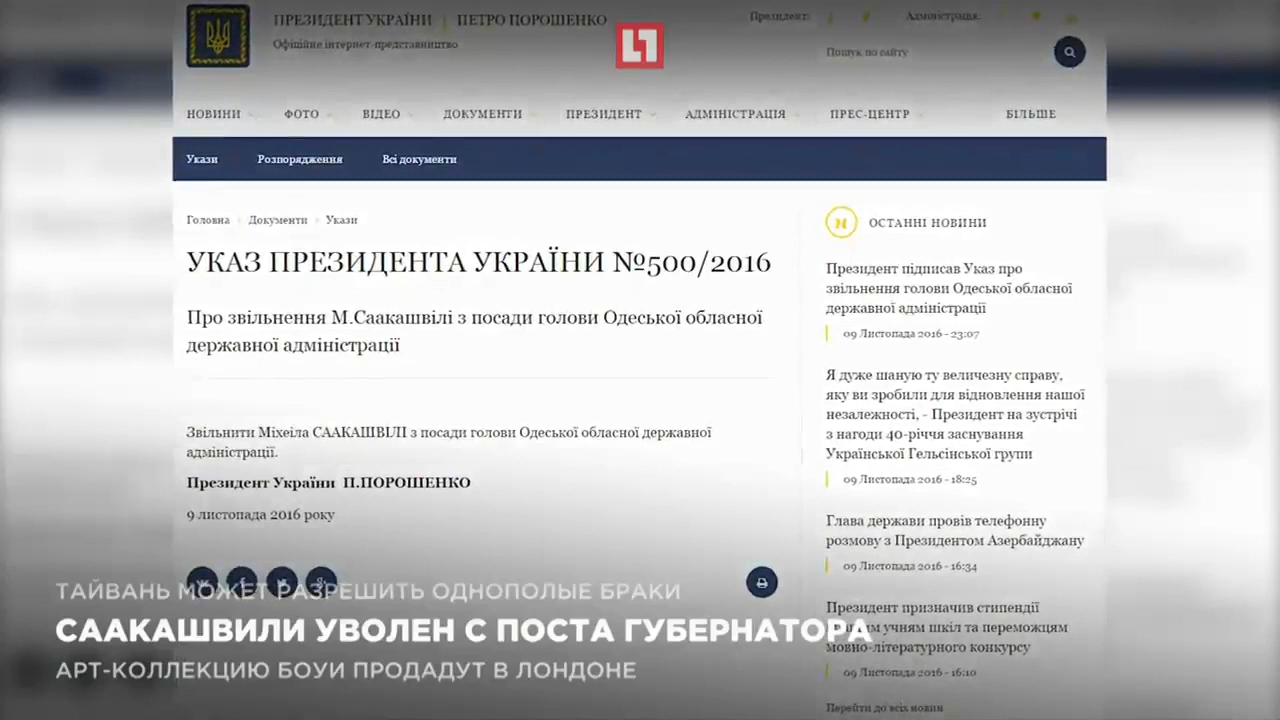 ПРЕЗИДЕНТ УКРАЇНИ | ПЕТРО ПОРОШЕНКО
Офіційне інтернет-представництво
Президент:
Адміністрація:
Пошук по сайту
НОВИНИ ФОТО ВІДЕО ДОКУМЕНТИ ПРЕЗИДЕНТ АДМІНІСТРАЦІЯ ПРЕС-ЦЕНТР БІЛЬШЕ
Укази Розпорядження Всі документи
Головна Документи Укази
УКАЗ ПРЕЗИДЕНТА УКРАЇНИ №500/2016
Про звільнення М.Саакашвілі з посади голови Одеської обласної
державної адміністрації
Звільнити Міхеіла СААКАШВІЛІ з посади голови Одеської обласної державної
адміністрації.
Президент України П.ПОРОШЕНКО
9 листопада 2016 року
ОСТАННІ НОВИНИ
Президент підписав Указ про
звільнення голови Одеської обласної
державної адміністрації
09 Листопада 2016 - 23:07
Я дуже шаную ту величезну справу,
яку ви зробили для відновлення нашої
незалежності, - Президент на зустрічі
з нагоди 40-річчя заснування
Української Гельсінської групи
09 Листопада 2016 - 18:25
Глава держави провів телефонну
розмову з Президентом Азербайджану
09 Листопада 2016 - 16:34
Президент призначив стипендії
учням шкіл та переможцям
мовно-літературного конкурсу
09 Листопада 2016 - 16:10
Перейти до всіх новин
ТАЙВАНЬ МОЖЕТ РАЗРЕШИТЬ ОДНОПОЛЫЕ БРАКИ
СААКАШВИЛИ УВОЛЕН С ПОСТА ГУБЕРНАТОРА
АРТ-КОЛЛЕКЦИЮ БОУИ ПРОДАДУТ В ЛОНДОНЕ